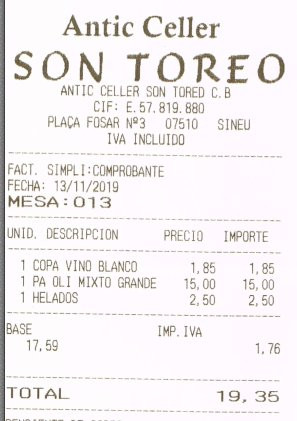 Antic Celler
SON TOREO
ANTIC CELLER SON TORED C.B
CIF: E.57.819.880
PLAÇA FOSAR Nº3 07510 SINEU
IVA INCLUIDO
FACT. SIMPLI:COMPROBANTE
FECHA: 13/11/2019
MESA:013
UNID. DESCRIPCION PRECIO IMPORTE
1 COPA VINO BLANCO 1,85 1,85
1 PA OLI MIXTO GRANDE 15,00 15,00
1 HELADOS 2,50 2,50
BASE IMP.IVA
17,59 1,76
TOTAL 19,35